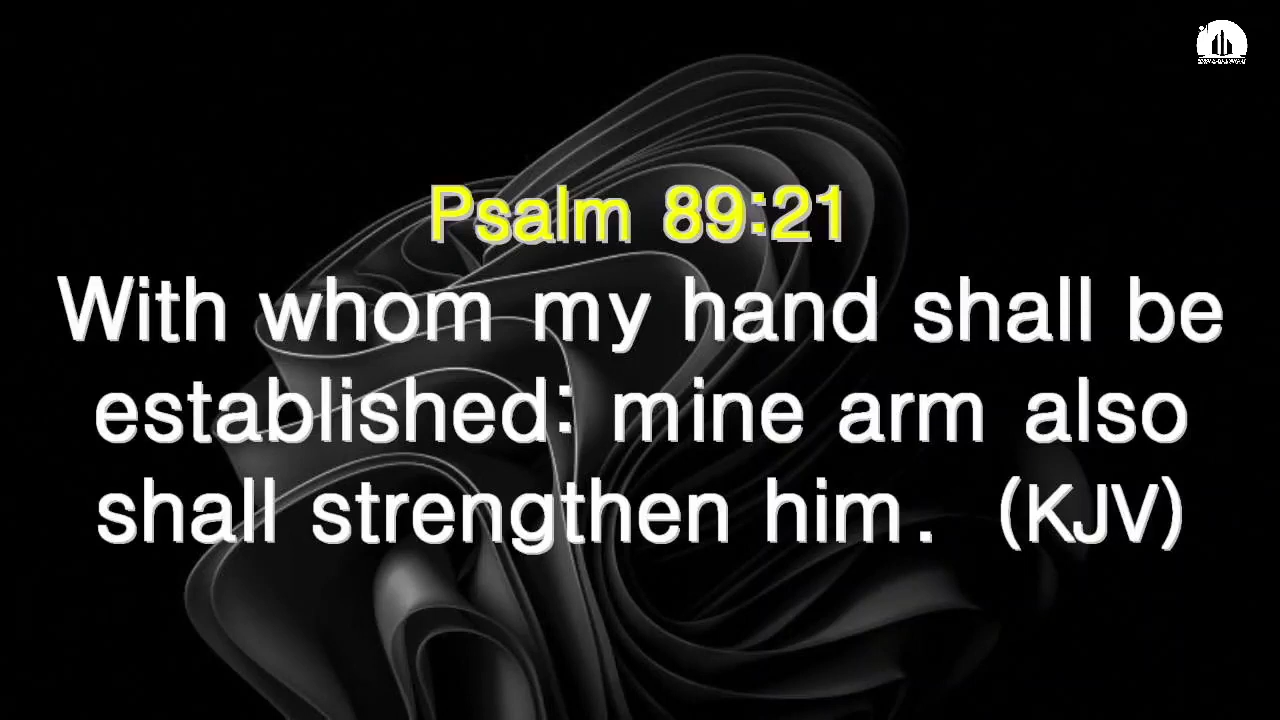 Psalm 89:21
With whom my hand shall be
established: mine arm also
shall strengthen him. (KJV)